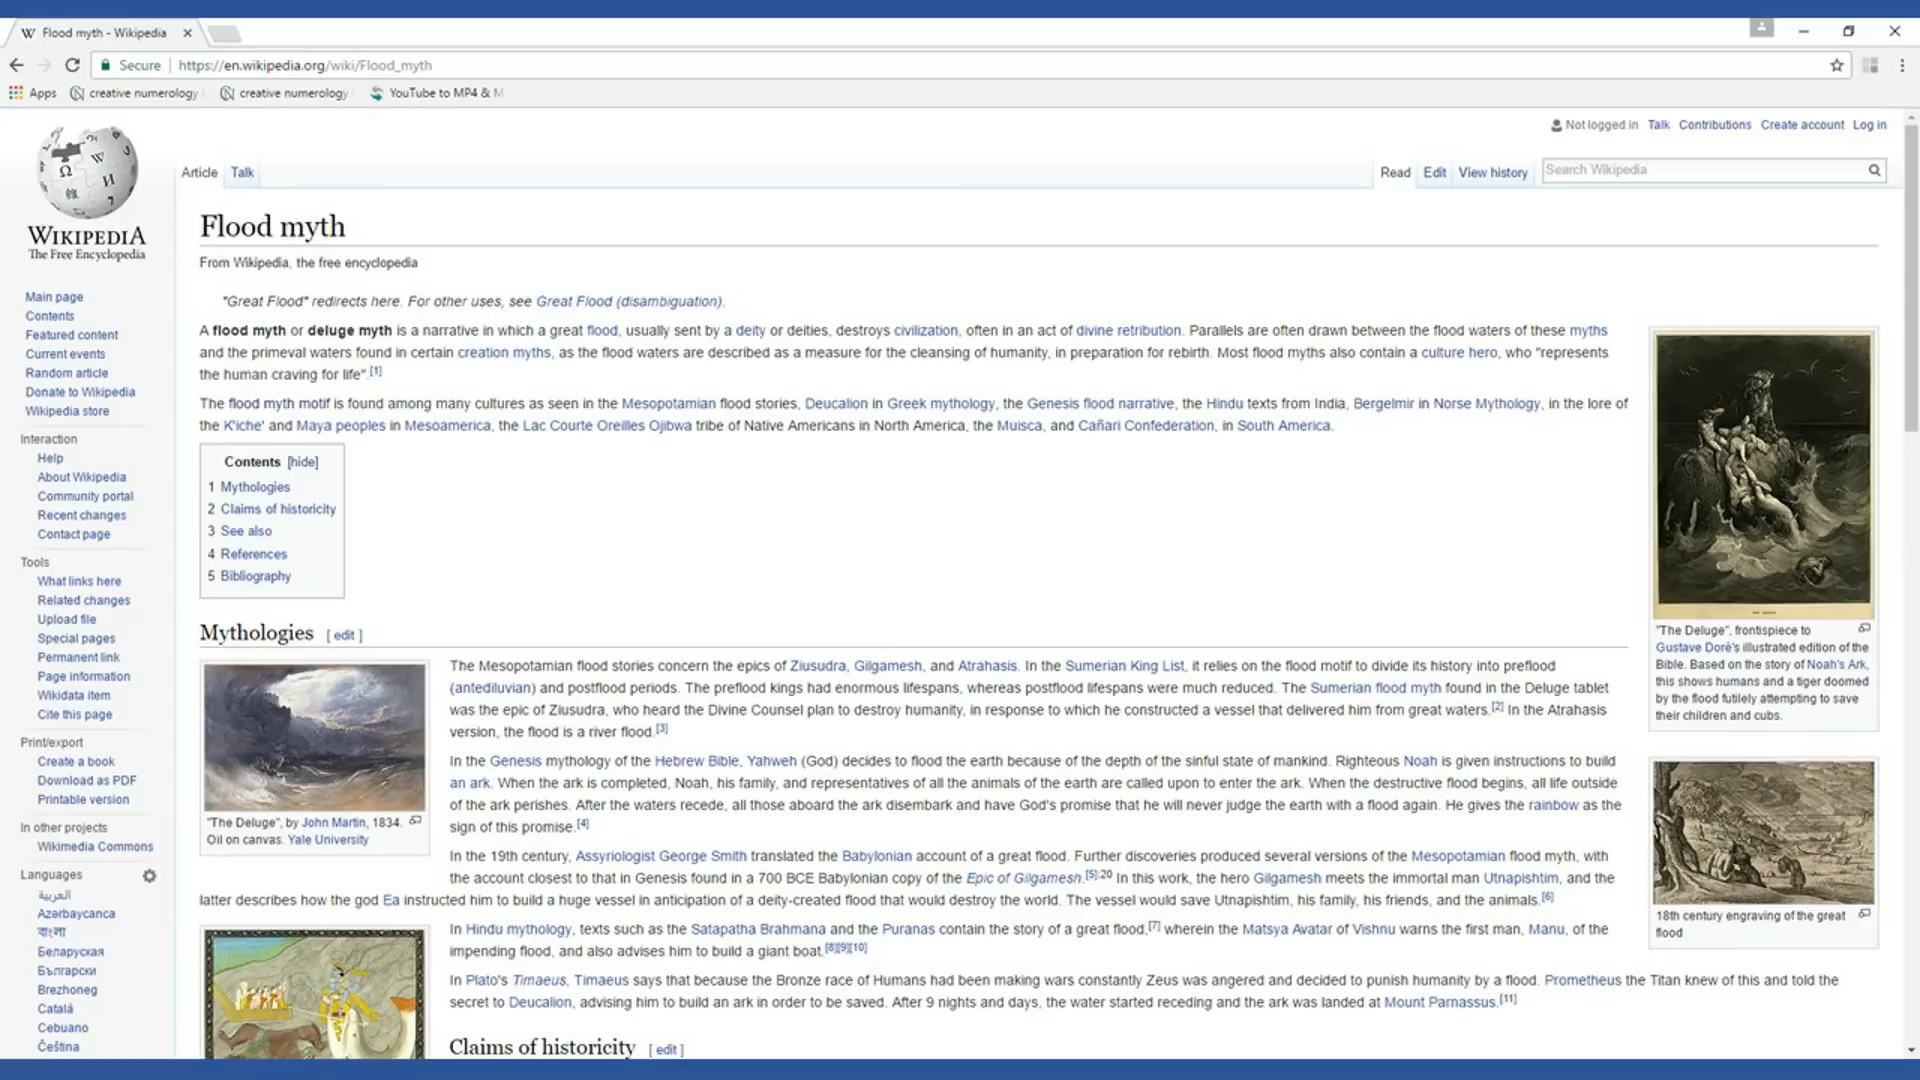 Flood myth - Wikipedia
Secure https://en.wikipedia.org/wiki/Flood_myth
Apps creative numerology creative numerology YouTube to MP4 & M
Not logged in Talk Contributions Create account Log in
Article Talk Read Edit View history Search Wikipedia
WIKIPEDIA
The Free Encyclopedia
Main page
Contents
Featured content
Current events
Random article
Donate to Wikipedia
Wikipedia store
Interaction
Help
About Wikipedia
Community portal
Recent changes
Contact page
Tools
What links here
Related changes
Upload file
Special pages
Permanent link
Page information
Wikidata item
Cite this page
Print/export
Create a book
Download as PDF
Printable version
In other projects
Wikimedia Commons
Languages
العربية
Azərbaycanca
বাংলা
Беларуская
Български
Brezhoneg
Català
Cebuano
Čeština
Flood myth
From Wikipedia, the free encyclopedia
"Great Flood" redirects here. For other uses, see Great Flood (disambiguation).
A flood myth or deluge myth is a narrative in which a great flood, usually sent by a deity or deities, destroys civilization, often in an act of divine retribution. Parallels are often drawn between the flood waters of these myths
and the primeval waters found in certain creation myths, as the flood waters are described as a measure for the cleansing of humanity, in preparation for rebirth. Most flood myths also contain a culture hero, who "represents
the human craving for life".[1]
The flood myth motif is found among many cultures as seen in the Mesopotamian flood stories, Deucalion in Greek mythology, the Genesis flood narrative, the Hindu texts from India, Bergelmir in Norse Mythology, in the lore of
the K'iche' and Maya peoples in Mesoamerica, the Lac Courte Oreilles Ojibwa tribe of Native Americans in North America, the Muisca, and Cañari Confederation, in South America.
Contents [hide]
1 Mythologies
2 Claims of historicity
3 See also
4 References
5 Bibliography
Mythologies [ edit ]
The Mesopotamian flood stories concern the epics of Ziusudra, Gilgamesh, and Atrahasis. In the Sumerian King List, it relies on the flood motif to divide its history into preflood
(antediluvian) and postflood periods. The preflood kings had enormous lifespans, whereas postflood lifespans were much reduced. The Sumerian flood myth found in the Deluge tablet
was the epic of Ziusudra, who heard the Divine Counsel plan to destroy humanity, in response to which he constructed a vessel that delivered him from great waters.[2] In the Atrahasis
version, the flood is a river flood.[3]
In the Genesis mythology of the Hebrew Bible, Yahweh (God) decides to flood the earth because of the depth of the sinful state of mankind. Righteous Noah is given instructions to build
an ark. When the ark is completed, Noah, his family, and representatives of all the animals of the earth are called upon to enter the ark. When the destructive flood begins, all life outside
of the ark perishes. After the waters recede, all those aboard the ark disembark and have God's promise that he will never judge the earth with a flood again. He gives the rainbow as the
sign of this promise.[4]
In the 19th century, Assyriologist George Smith translated the Babylonian account of a great flood. Further discoveries produced several versions of the Mesopotamian flood myth, with
the account closest to that in Genesis found in a 700 BCE Babylonian copy of the Epic of Gilgamesh.[5]:20 In this work, the hero Gilgamesh meets the immortal man Utnapishtim, and the
latter describes how the god Ea instructed him to build a huge vessel in anticipation of a deity-created flood that would destroy the world. The vessel would save Utnapishtim, his family, his friends, and the animals.[6]
In Hindu mythology, texts such as the Satapatha Brahmana and the Puranas contain the story of a great flood,[7] wherein the Matsya Avatar of Vishnu warns the first man, Manu, of the
impending flood, and also advises him to build a giant boat.[8][9][10]
In Plato's Timaeus, Timaeus says that because the Bronze race of Humans had been making wars constantly Zeus was angered and decided to punish humanity by a flood. Prometheus the Titan knew of this and told the
secret to Deucalion, advising him to build an ark in order to be saved. After 9 nights and days, the water started receding and the ark was landed at Mount Parnassus.[11]
Claims of historicity [ edit ]
"The Deluge", by John Martin, 1834.
Oil on canvas. Yale University
"The Deluge", frontispiece to
Gustave Doré's illustrated edition of the
Bible. Based on the story of Noah's Ark,
this shows humans and a tiger doomed
by the flood futilely attempting to save
their children and cubs.
18th century engraving of the great
flood